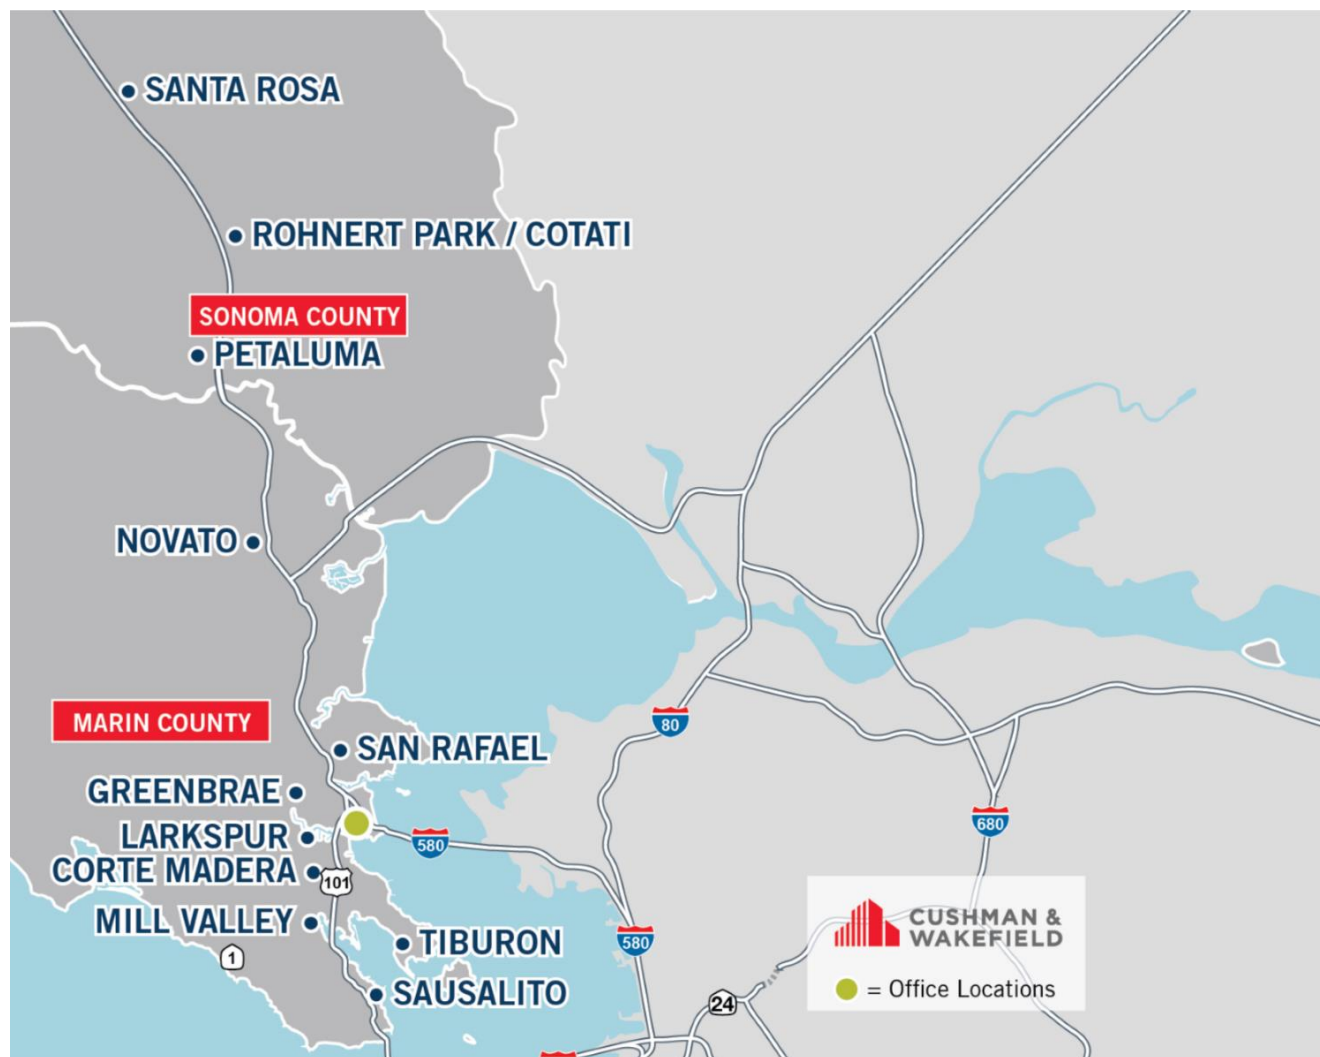 SANTA ROSA
ROHNERT PARK / COTATI
SONOMA COUNTY
PETALUMA
NOVATO
MARIN COUNTY
80
SAN RAFAEL
GREENBRAE
680
LARKSPUR
580
CORTE MADERA
101
MILL VALLEY
CUSHMAN &
WAKEFIELD
TIBURON
580
1
= Office Locations
SAUSALITO
24